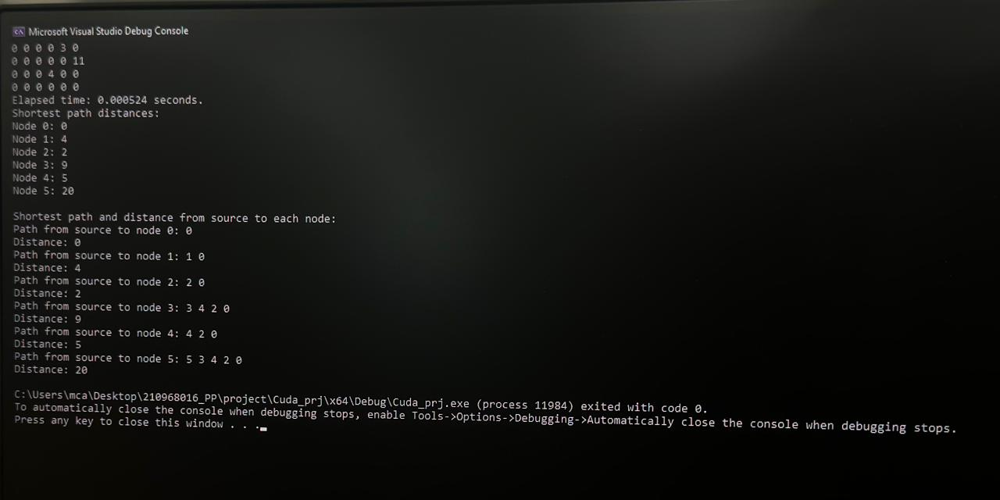 Microsoft Visual Studio Debug Console
0 0 0 0 3 0
0 0 0 0 0 11
0 0 0 4 0 0
0 0 0 0 0 0
Elapsed time: 0.000524 seconds.
Shortest path distances:
Node 0: 0
Node 1: 4
Node 2: 2
Node 3: 9
Node 4: 5
Node 5: 20
Shortest path and distance from source to each node:
Path from source to node 0: 0
Distance: 0
Path from source to node 1: 1 0
Distance: 4
Path from source to node 2: 2 0
Distance: 2
Path from source to node 3: 3 4 2 0
Distance: 9
Path from source to node 4: 4 2 0
Distance: 5
Path from source to node 5: 5 3 4 2 0
Distance: 20
C:\Users\mca\Desktop\210968016_PP\project\Cuda_prj\x64\Debug\Cuda_prj.exe (process 11984) exited with code 0.
To automatically close the console when debugging stops, enable Tools->Options->Debugging->Automatically close the console when debugging stops.
Press any key to close this window . . .